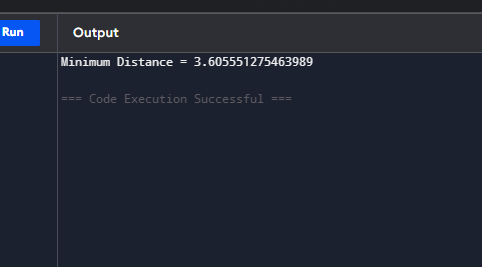 Run
Output
Minimum Distance = 3.605551275463989
=== Code Execution Successful ===